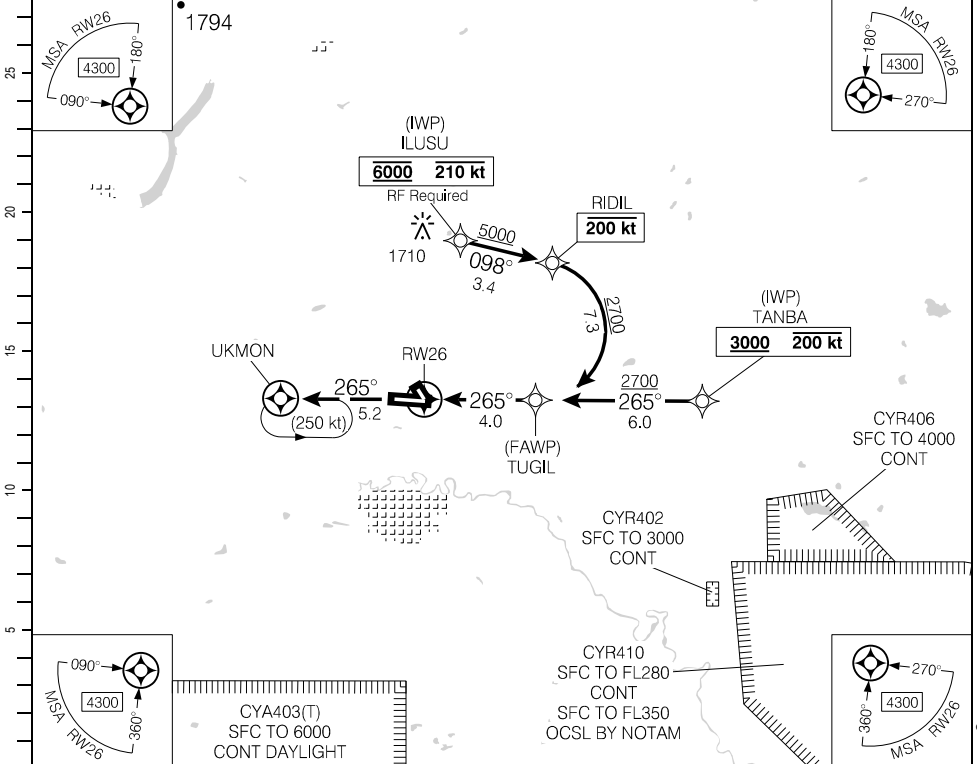 1794
MSA RW26
180°
4300
090°
MSA RW26
180°
4300
270°
25
(IWP)
ILUSU
6000 210 kt
RF Required
1710
5000
098°
3.4
RIDIL
200 kt
20
2700
7.3
(IWP)
TANBA
3000 200 kt
15
UKMON
RW26
265°
5.2
(250 kt)
265°
4.0
2700
265°
6.0
(FAWP)
TUGIL
CYR406
SFC TO 4000
CONT
10
CYR402
SFC TO 3000
CONT
5
CYR410
SFC TO FL280
CONT
SFC TO FL350
OCSL BY NOTAM
090°
4300
360°
MSA RW26
CYA403(T)
SFC TO 6000
CONT DAYLIGHT
270°
4300
360°
MSA RW26